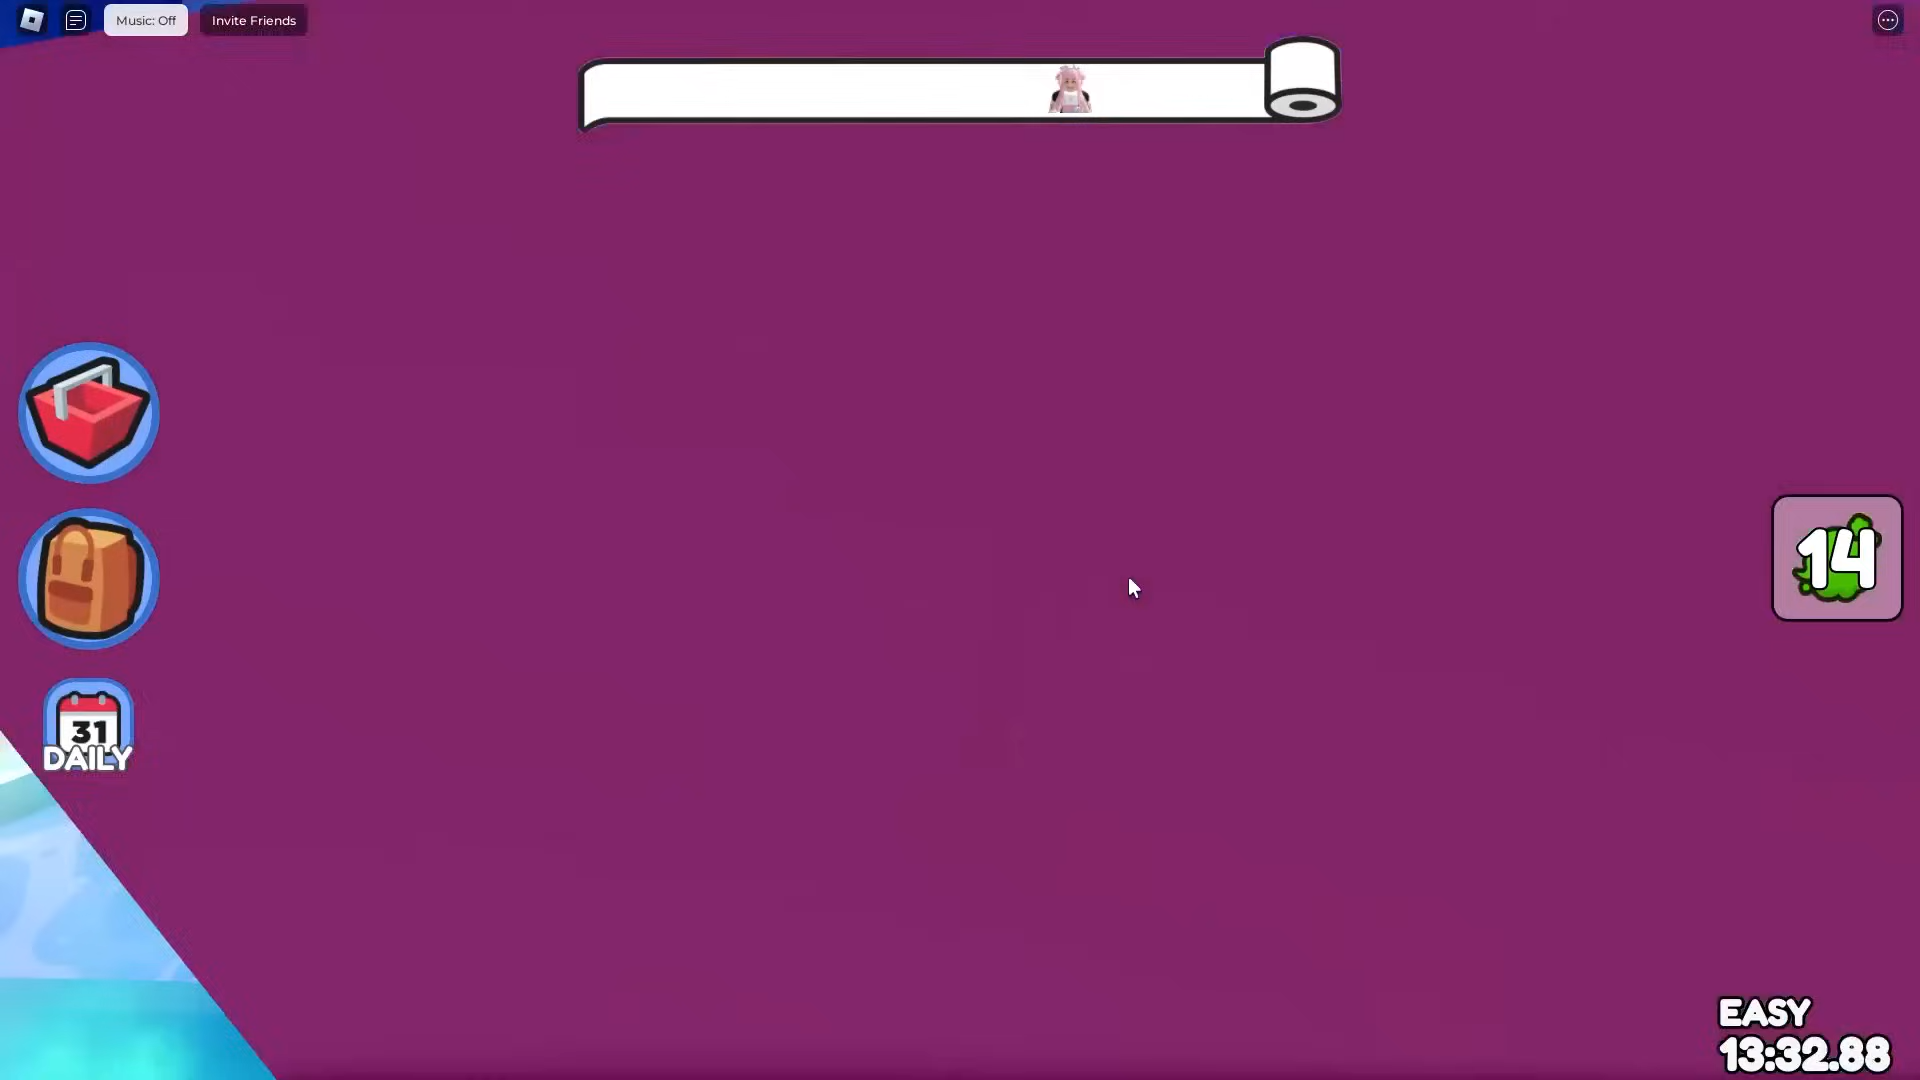 Music: Off
Invite Friends
14
31
DAILY
EASY
13:32.88